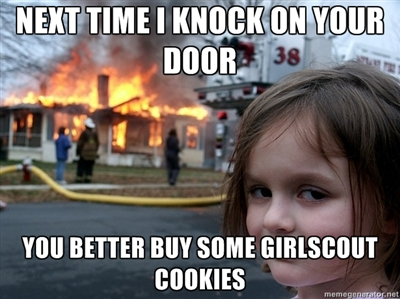 NEXT TIME I KNOCK ON YOUR
DOOR
38
YOU BETTER BUY SOME GIRLSCOUT
COOKIES
memegenerator.net